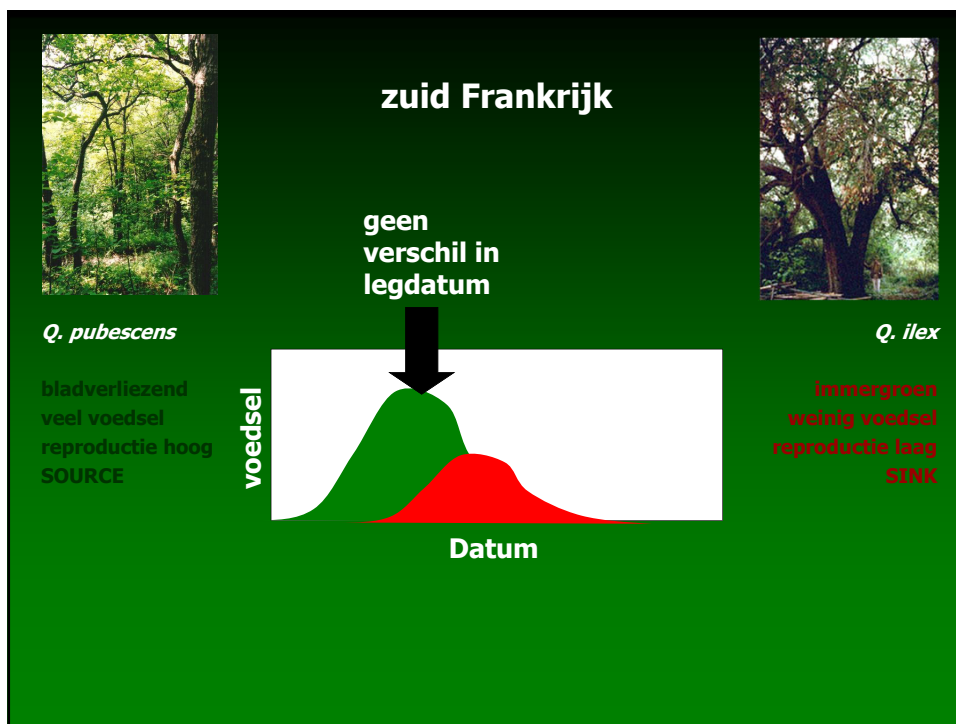 zuid Frankrijk
geen
verschil in
legdatum
Q. pubescens
bladverliezend
veel voedsel
reproductie hoog
SOURCE
Q. ilex
immergroen
weinig voedsel
reproductie laag
SINK
voedsel
Datum